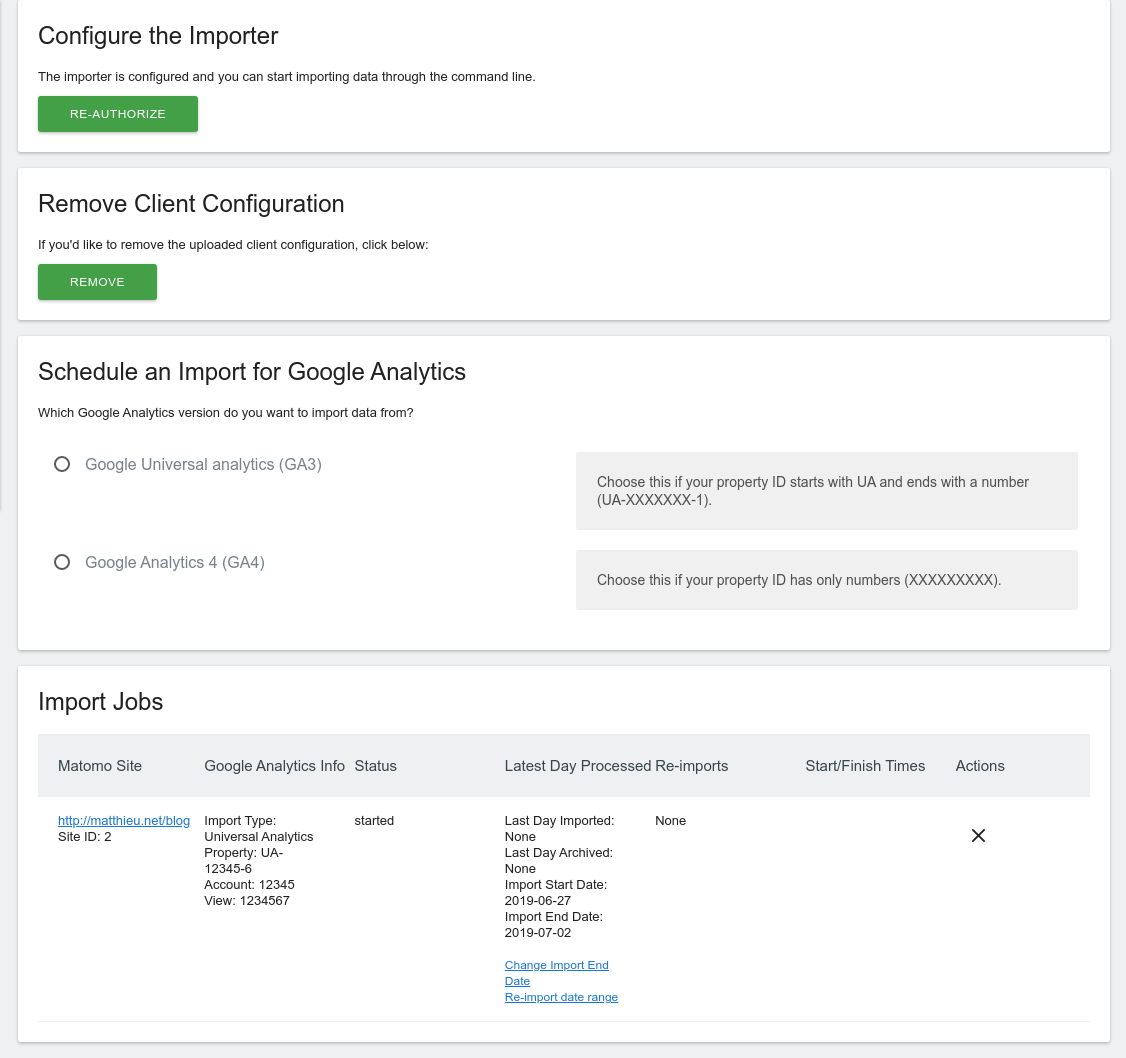 Configure the Importer
The importer is configured and you can start importing data through the command line.
RE-AUTHORIZE
Remove Client Configuration
If you'd like to remove the uploaded client configuration, click below:
REMOVE
Schedule an Import for Google Analytics
Which Google Analytics version do you want to import data from?
Google Universal analytics (GA3)
Choose this if your property ID starts with UA and ends with a number
(UA-XXXXXXX-1).
Google Analytics 4 (GA4)
Choose this if your property ID has only numbers (XXXXXXXXX).
Import Jobs
Matomo Site Google Analytics Info Status Latest Day Processed Re-imports Start/Finish Times Actions
http://matthieu.net/blog
Site ID: 2
Import Type:
Universal Analytics
Property: UA-
12345-6
Account: 12345
View: 1234567
started
Last Day Imported:
None
Last Day Archived:
None
Import Start Date:
2019-06-27
Import End Date:
2019-07-02
Change Import End
Date
Re-import date range
None